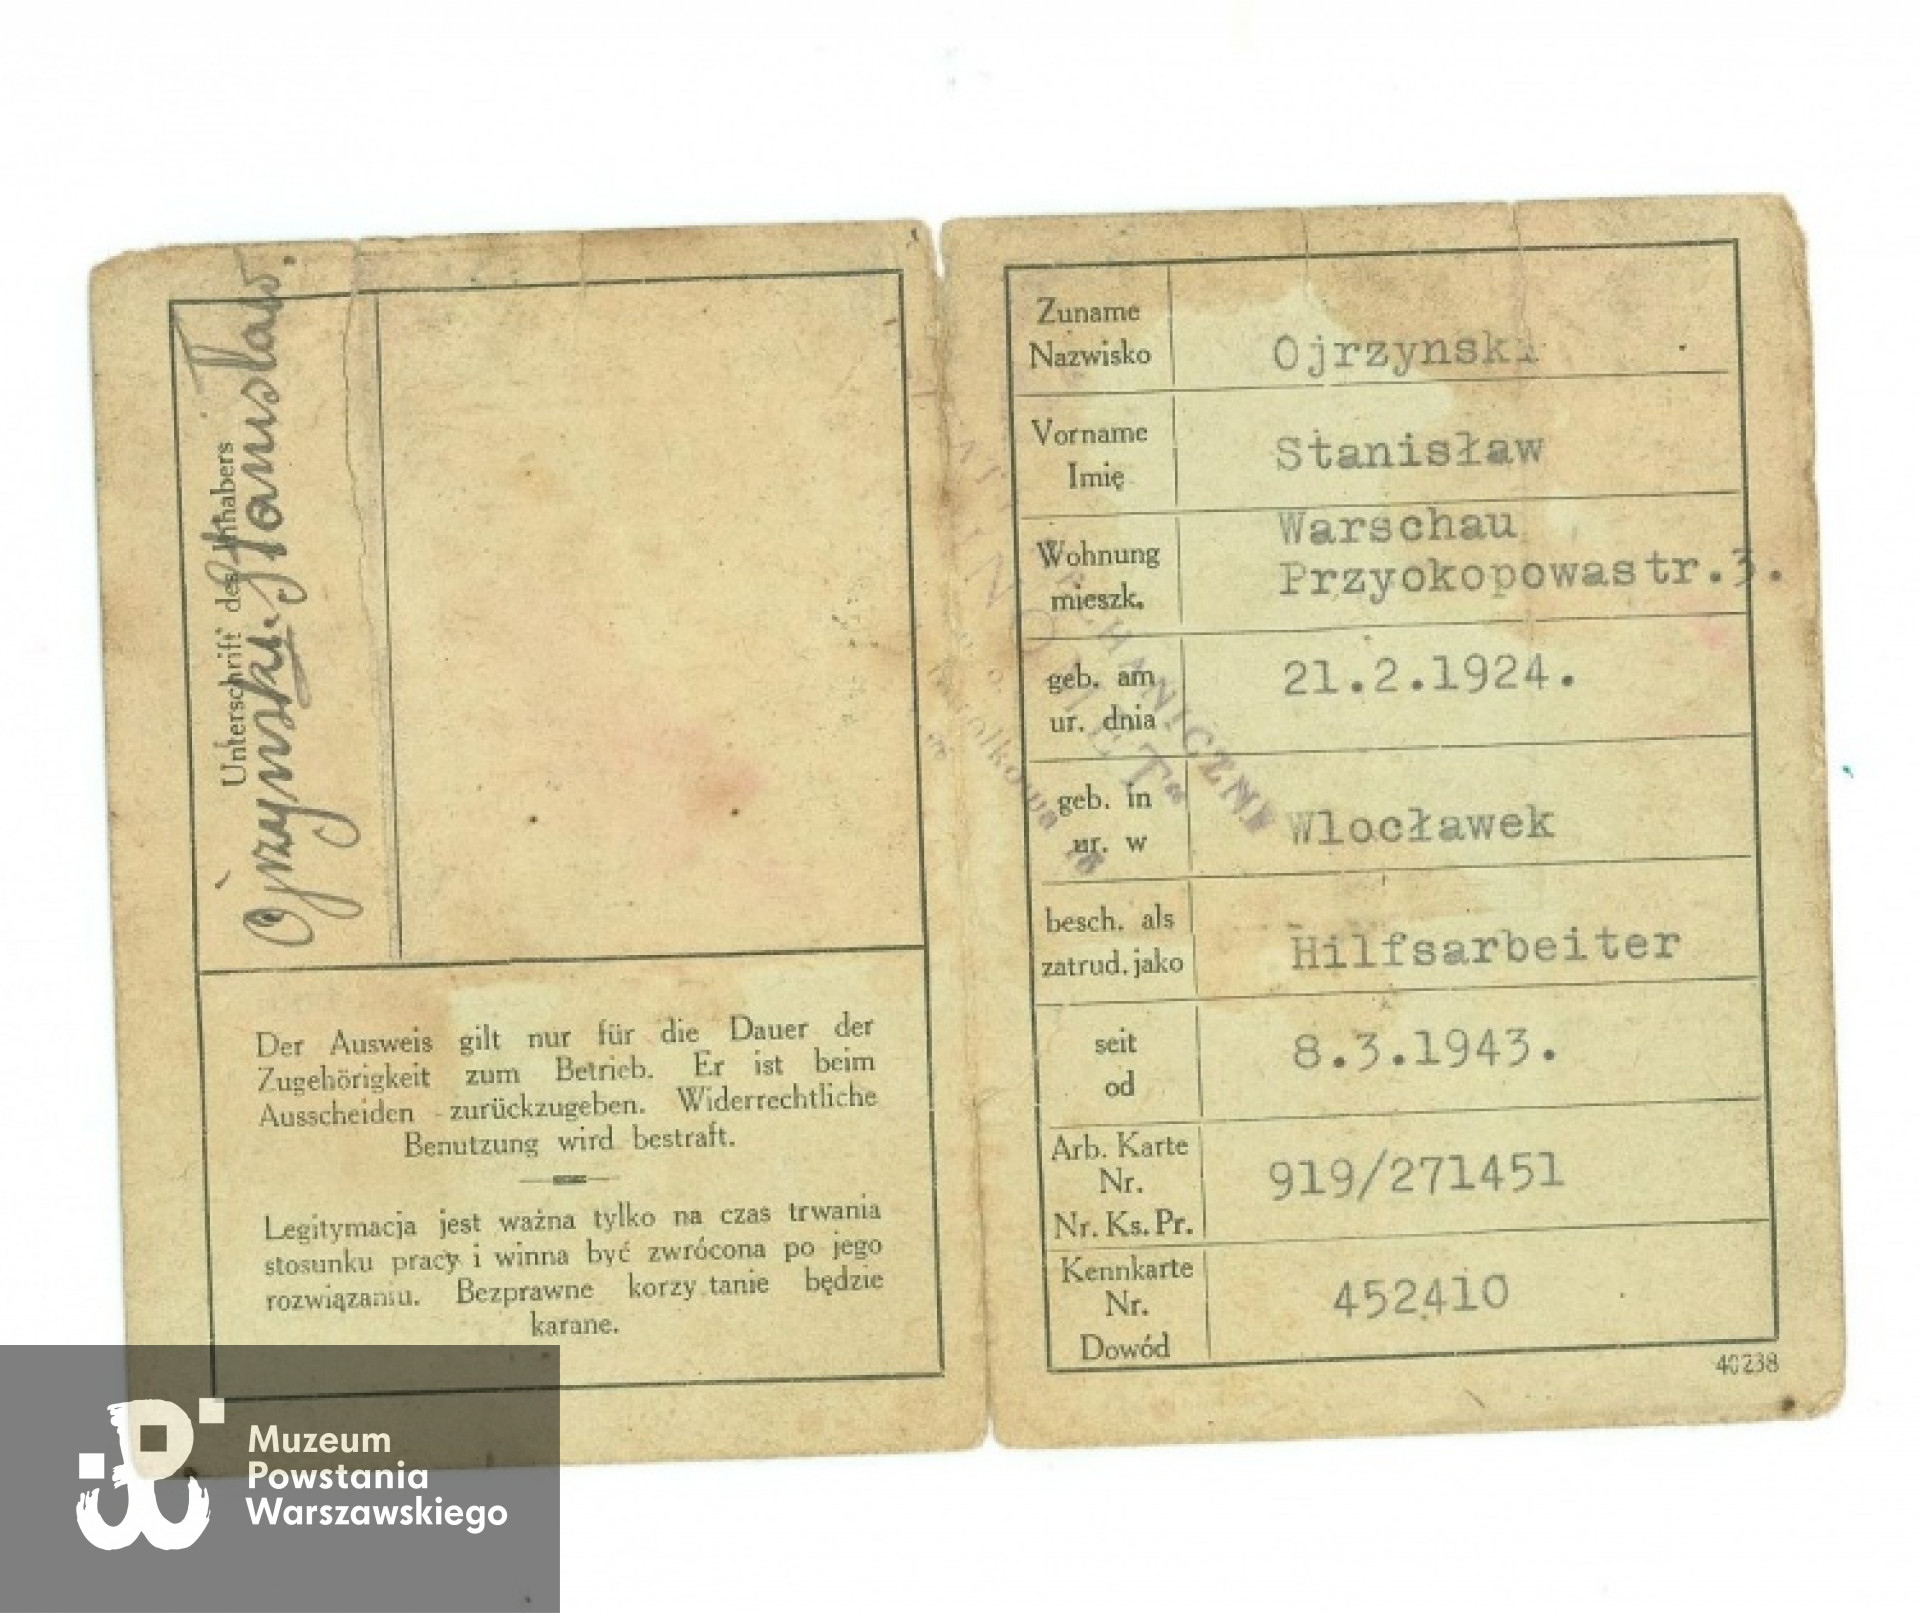 Unterschrift des Inhabers
Ojrzynski. Stanisław.
Der Ausweis gilt nur für die Dauer der
Zugehörigkeit zum Betrieb. Er ist beim
Ausscheiden zurückzugeben. Widerrechtliche
Benutzung wird bestraft.
Legitymacja jest ważna tylko na czas trwania
stosunku pracy i winna być zwrócona po jego
rozwiązaniu. Bezprawne korzy tanie będzie
karane.
Zuname
Nazwisko
Ojrzynski
Vorname
Imię
Stanisław
Wohnung
mieszk.
Warschau
Przyokopowastr.3.
geb. am
ur. dnia
21.2.1924.
geb. in
ur. w
Wlocławek
besch. als
zatrud. jako
Hilfsarbeiter
seit
od
8.3.1943.
Arb. Karte
Nr.
Nr. Ks. Pr.
919/271451
Kennkarte
Nr.
Dowód
452410
40238
Muzeum
Powstania
Warszawskiego